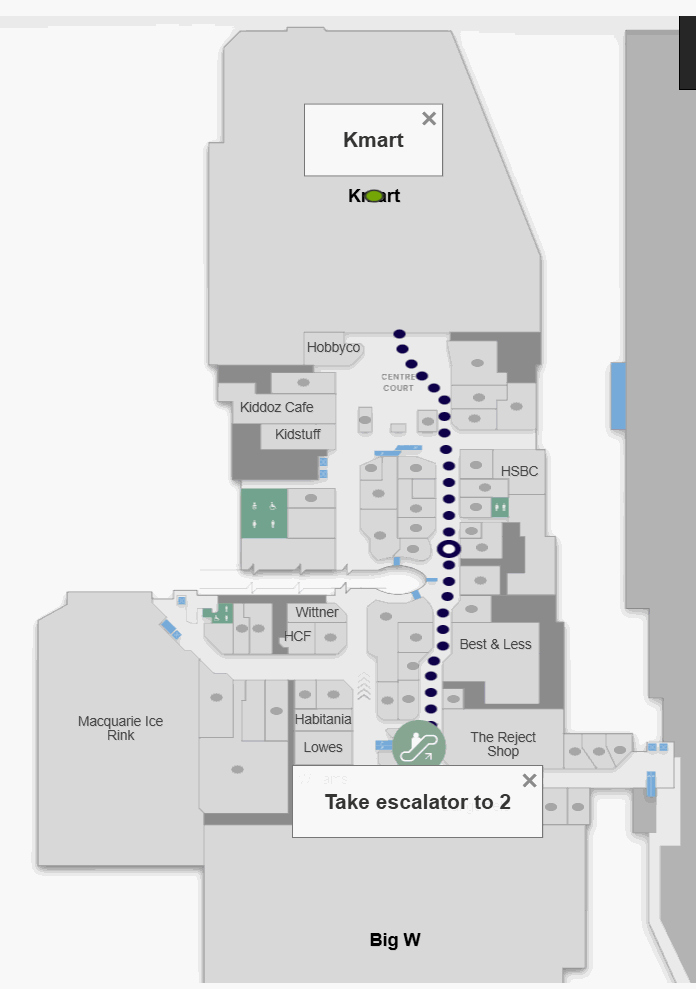 Kmart
Kmart
Hobbyco
CENTRE
COURT
Kiddoz Cafe
Kidstuff
HSBC
Wittner
HCF
Best & Less
Macquarie Ice
Rink
Habitania
Lowes
The Reject
Shop
Take escalator to 2
Big W